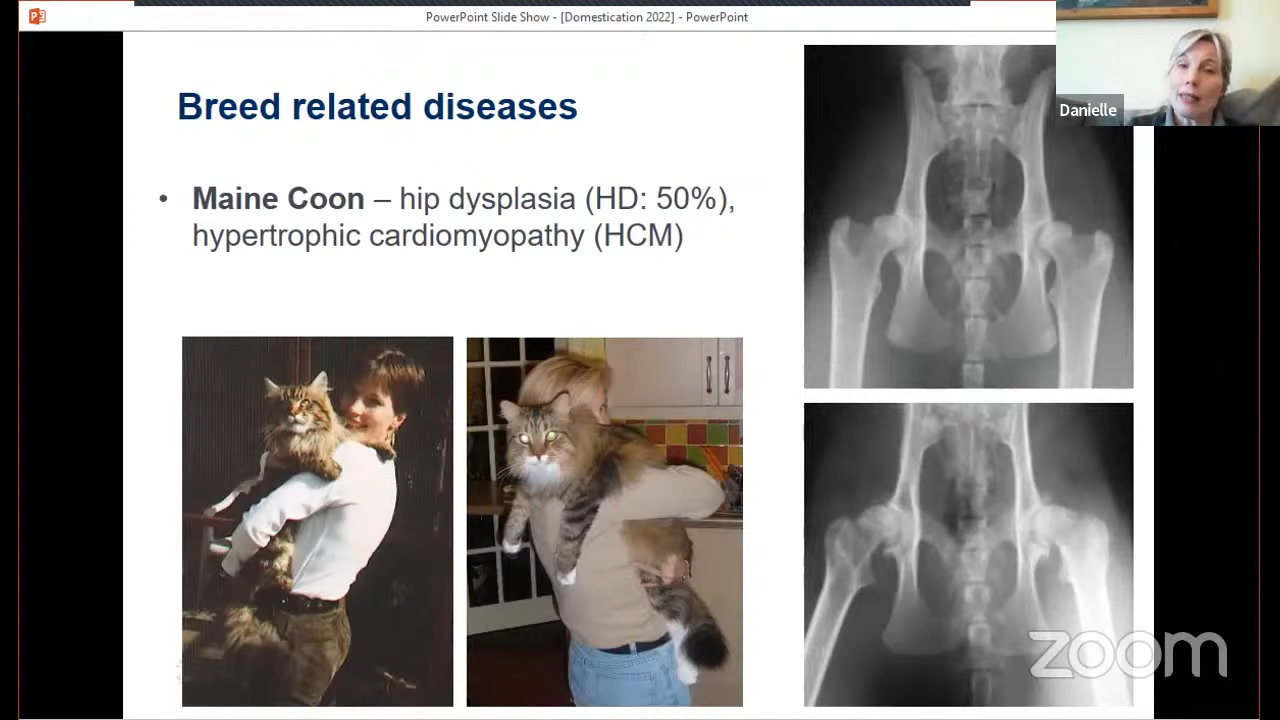 PowerPoint Slide Show - [Domestication 2022] - PowerPoint
Danielle
Breed related diseases
• Maine Coon – hip dysplasia (HD: 50%),
hypertrophic cardiomyopathy (HCM)
zoom